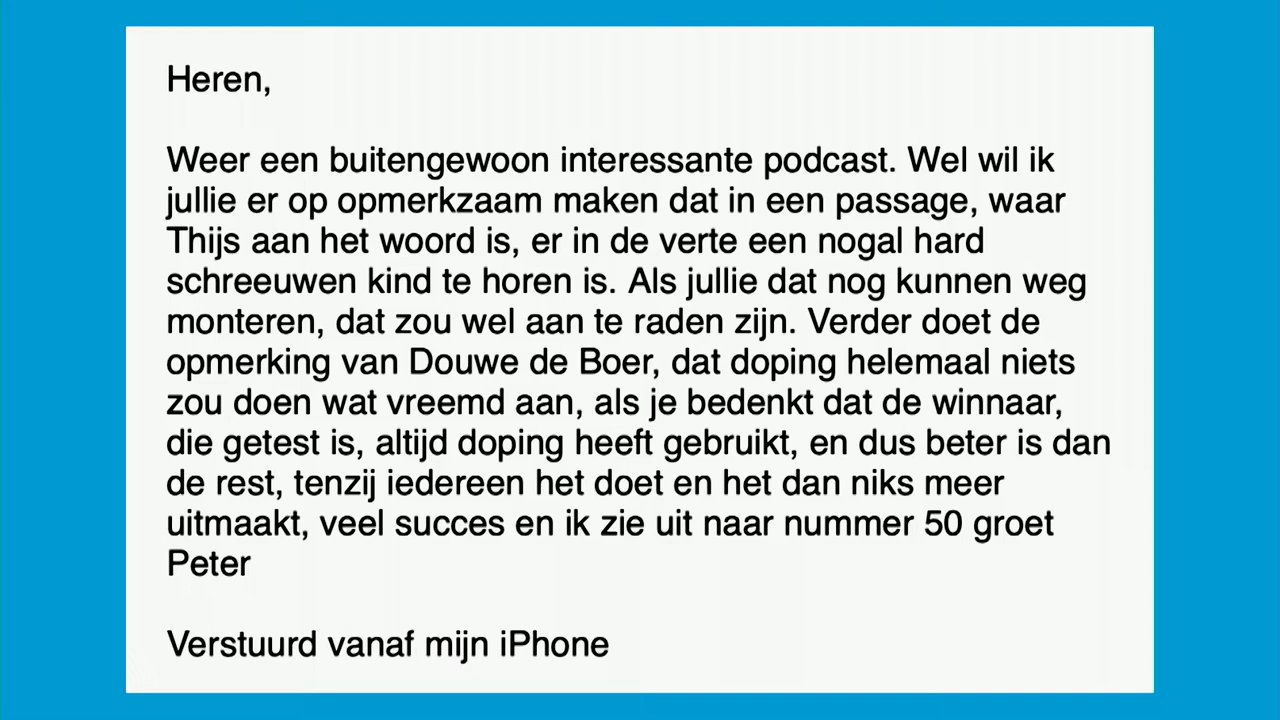 Heren,
Weer een buitengewoon interessante podcast. Wel wil ik
jullie er op opmerkzaam maken dat in een passage, waar
Thijs aan het woord is, er in de verte een nogal hard
schreeuwen kind te horen is. Als jullie dat nog kunnen weg
monteren, dat zou wel aan te raden zijn. Verder doet de
opmerking van Douwe de Boer, dat doping helemaal niets
zou doen wat vreemd aan, als je bedenkt dat de winnaar,
die getest is, altijd doping heeft gebruikt, en dus beter is dan
de rest, tenzij iedereen het doet en het dan niks meer
uitmaakt, veel succes en ik zie uit naar nummer 50 groet
Peter
Verstuurd vanaf mijn iPhone